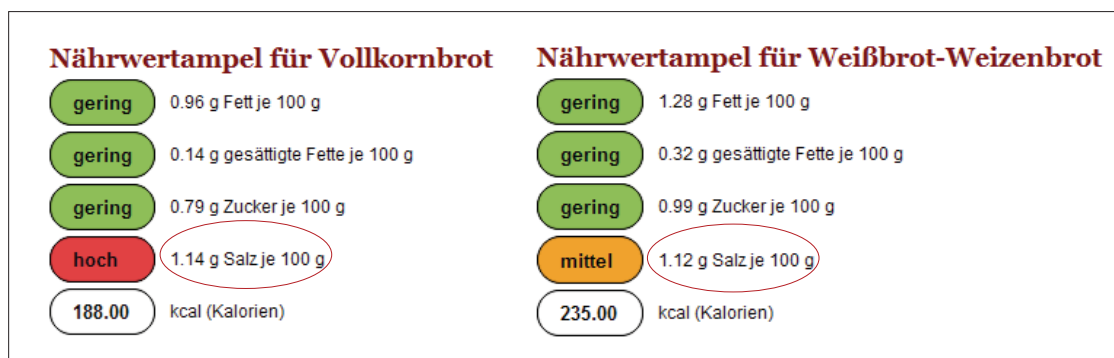 Nährwertampel für Vollkornbrot
gering 0.96 g Fett je 100 g
gering 0.14 g gesättigte Fette je 100 g
gering 0.79 g Zucker je 100 g
hoch 1.14 g Salz je 100 g
188.00 kcal (Kalorien)
Nährwertampel für Weißbrot-Weizenbrot
gering 1.28 g Fett je 100 g
gering 0.32 g gesättigte Fette je 100 g
gering 0.99 g Zucker je 100 g
mittel 1.12 g Salz je 100 g
235.00 kcal (Kalorien)